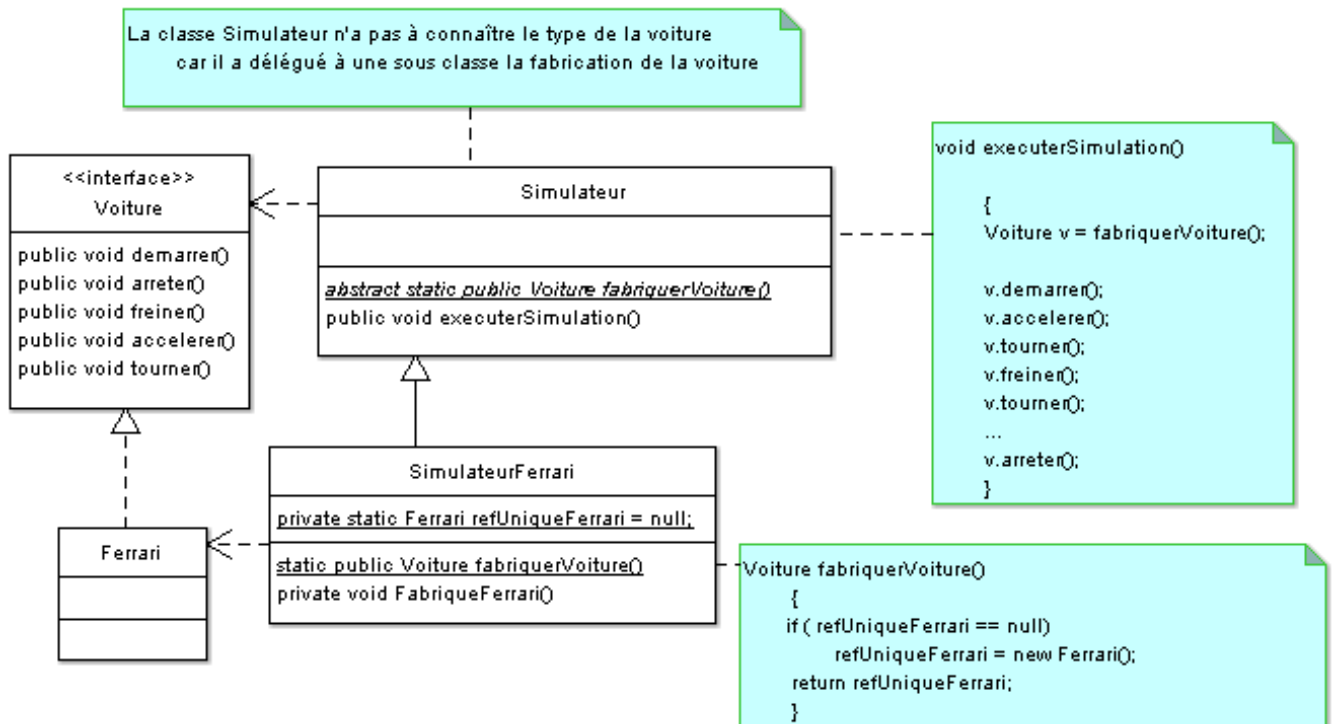 La classe Simulateur n'a pas à connaître le type de la voiture
car il a délégué à une sous classe la fabrication de la voiture
<<interface>>
Voiture
public void demarrer()
public void arreter()
public void freiner()
public void accelerer()
public void tourner()
Simulateur
abstract static public Voiture fabriquerVoiture()
public void executerSimulation()
void executerSimulation()
{
Voiture v = fabriquerVoiture();
v.demarrer();
v.accelerer();
v.tourner();
v.freiner();
v.tourner();
...
v.arreter();
}
SimulateurFerrari
private static Ferrari refUniqueFerrari = null;
static public Voiture fabriquerVoiture()
private void FabriqueFerrari()
Ferrari
Voiture fabriquerVoiture()
{
if ( refUniqueFerrari == null)
refUniqueFerrari = new Ferrari();
return refUniqueFerrari;
}